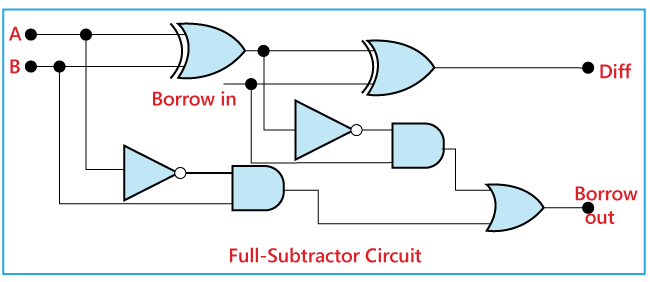 A
B
Borrow in
Diff
Borrow
out
Full-Subtractor Circuit